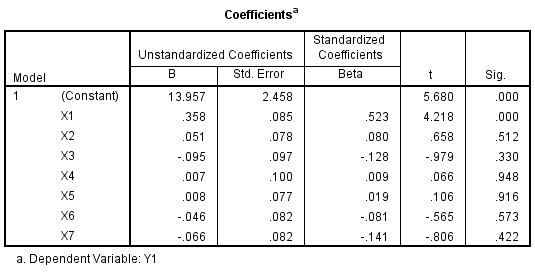 Coefficientsa
Unstandardized Coefficients Standardized Coefficients
Model B Std. Error Beta t Sig.
1 (Constant) 13.957 2.458 5.680 .000
X1 .358 .085 .523 4.218 .000
X2 .051 .078 .080 .658 .512
X3 -.095 .097 -.128 -.979 .330
X4 .007 .100 .009 .066 .948
X5 .008 .077 .019 .106 .916
X6 -.046 .082 -.081 -.565 .573
X7 -.066 .082 -.141 -.806 .422
a. Dependent Variable: Y1